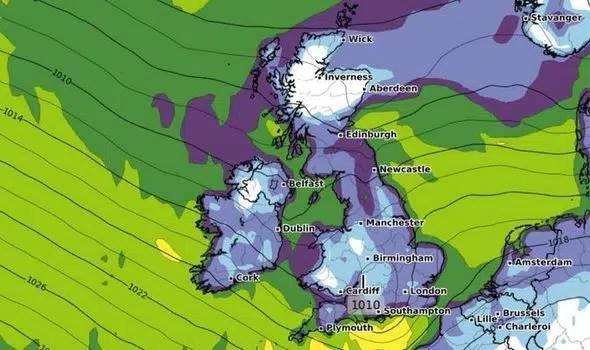 Stavanger
Wick
1010
Inverness
Aberdeen
1014
Edinburgh
Newcastle
Belfast
Manchester
Dublin
1018
Birmingham
Amsterdam
Cork
1026
1022
Cardiff
London
1010
Southampton
Brussels
Lille
Plymouth
Charleroi